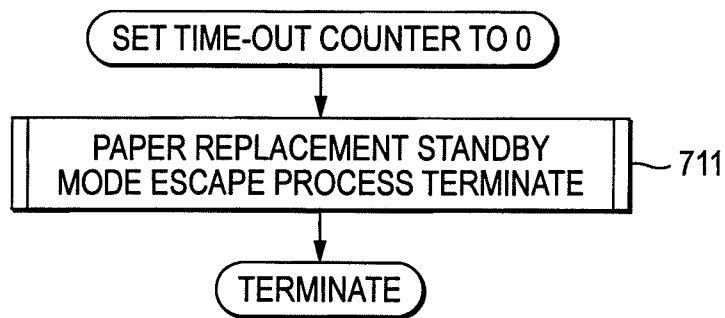 SET TIME-OUT COUNTER TO 0
PAPER REPLACEMENT STANDBY
MODE ESCAPE PROCESS TERMINATE
711
TERMINATE